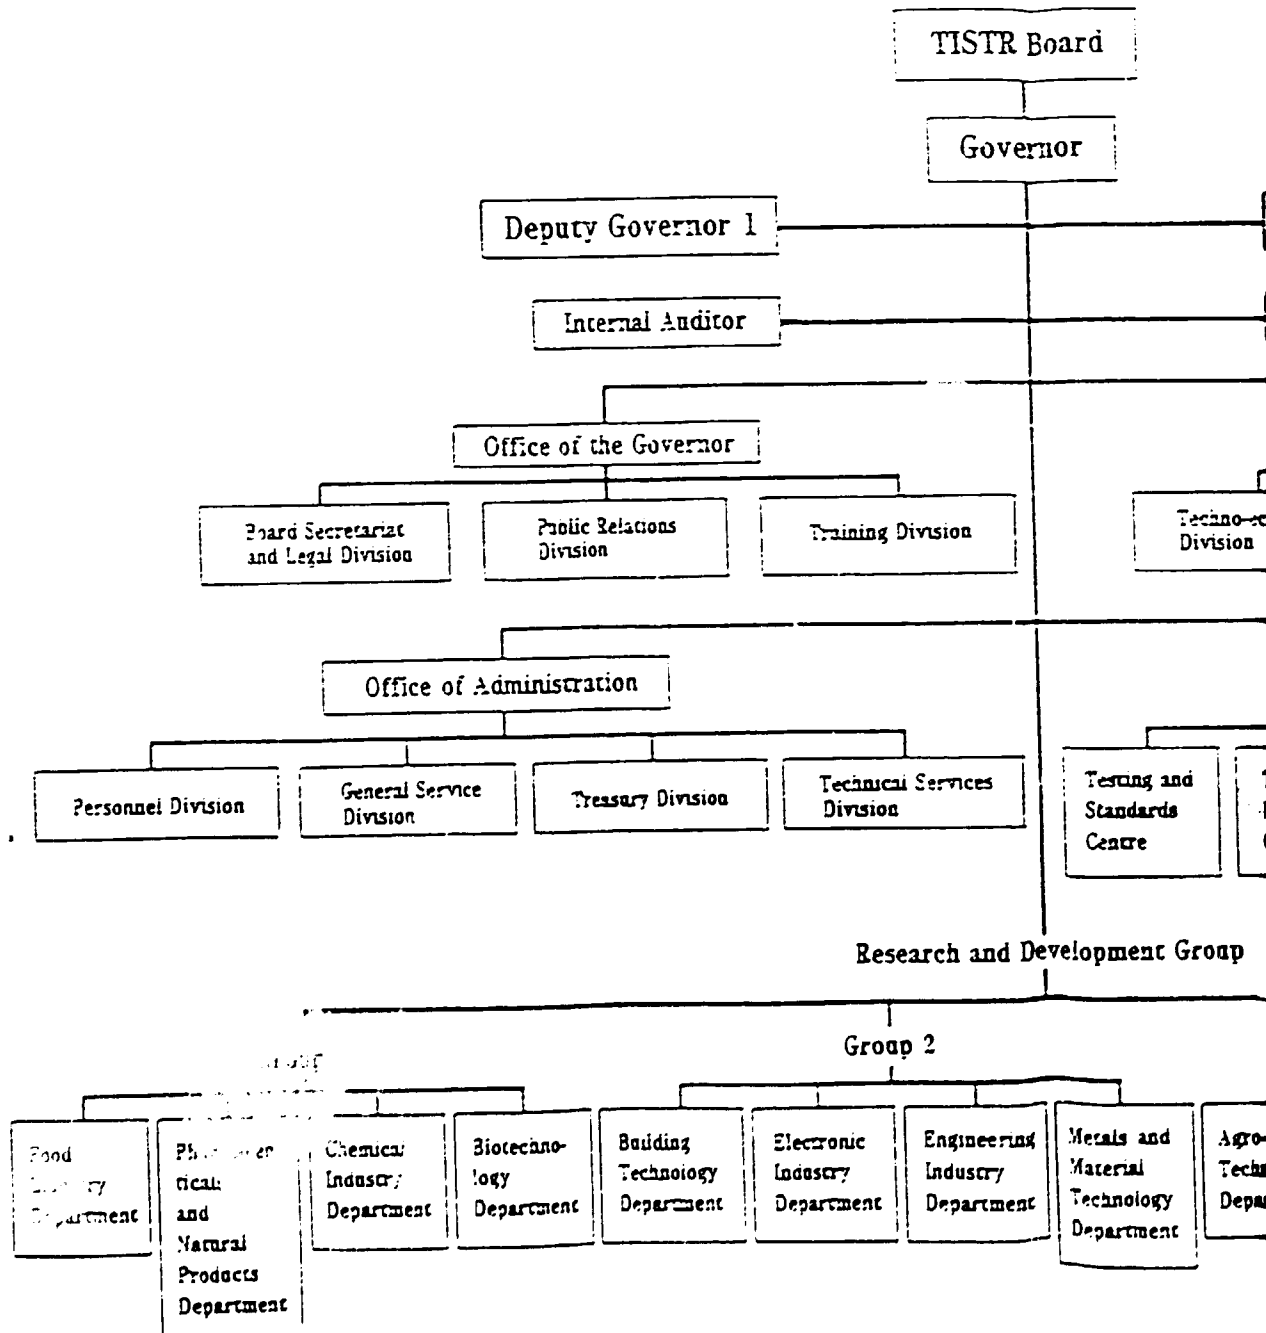 TISTR Board
Governor
Deputy Governor 1
Internal Auditor
Office of the Governor
Board Secretariat
and Legal Division
Public Relations
Division
Training Division
Division
Office of Administration
Personnel Division
General Service
Division
Treasury Division
Technical Services
Division
Testing and
Standards
Centre
Research and Development Group
Group 2
Food
Department
and
Natural
Products
Department
Chemical
Industry
Department
Biotechno-
logy
Department
Building
Technology
Department
Electronic
Industry
Department
Engineering
Industry
Department
Metals and
Material
Technology
Department
Agro-